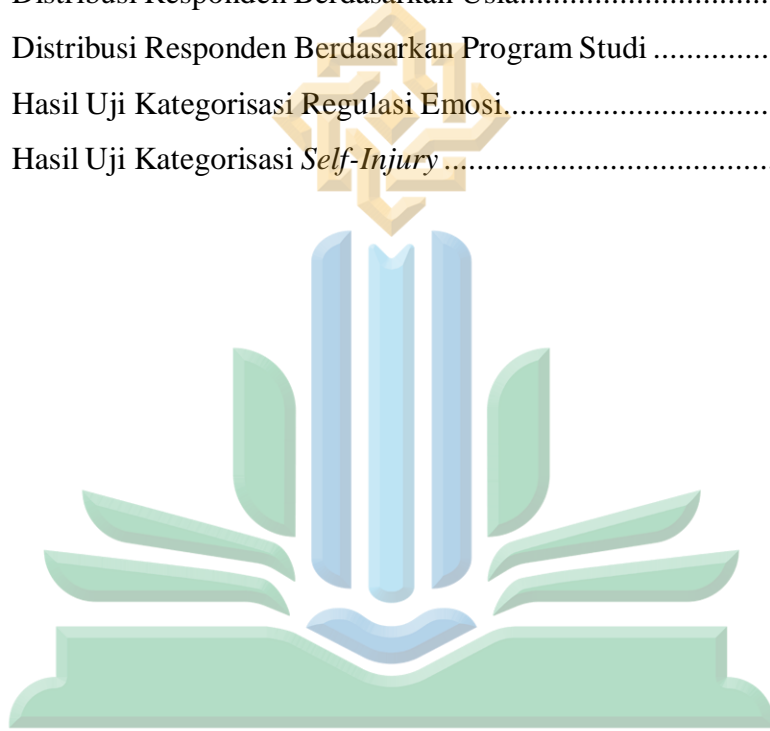 Distribusi Responden Berdasarkan Usia..................................
Distribusi Responden Berdasarkan Program Studi ...............
Hasil Uji Kategorisasi Regulasi Emosi...................................
Hasil Uji Kategorisasi Self-Injury ...........................................